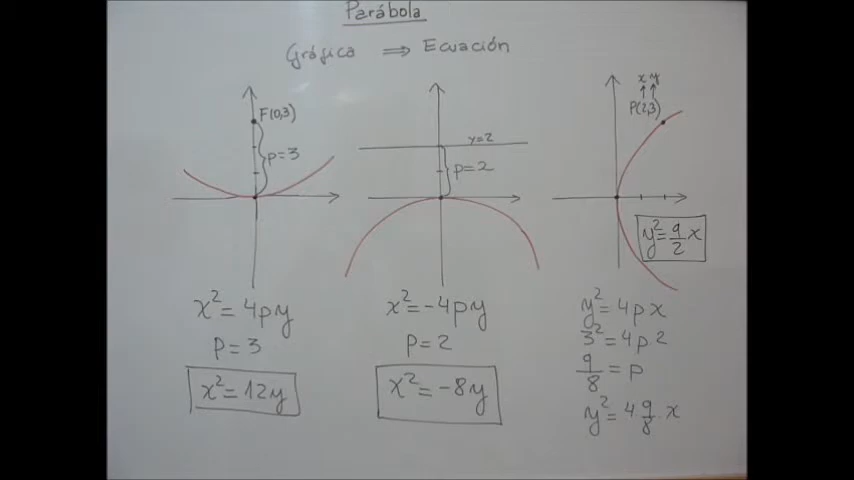 Parábola
Gráfica ⟹ Ecuación
F(0,3)
p=3
x²=4py
p=3
x²=12y
y=2
p=2
x²=-4py
p=2
x²=-8y
x y
P(2,3)
y²=9/2 x
y²=4px
3²=4p2
9/8=p
y²=4·9/8·x